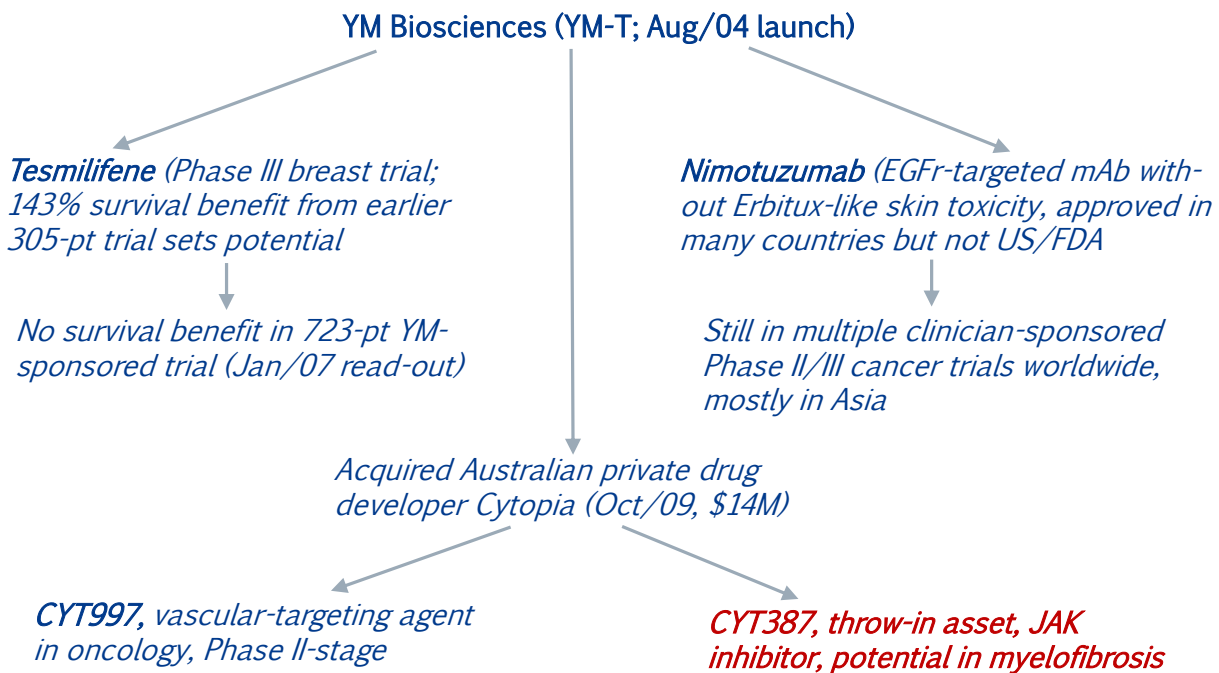 YM Biosciences (YM-T; Aug/04 launch)
Tesmilifene (Phase III breast trial;
143% survival benefit from earlier
305-pt trial sets potential
Nimotuzumab (EGFr-targeted mAb with-
out Erbitux-like skin toxicity, approved in
many countries but not US/FDA
No survival benefit in 723-pt YM-
sponsored trial (Jan/07 read-out)
Still in multiple clinician-sponsored
Phase II/III cancer trials worldwide,
mostly in Asia
Acquired Australian private drug
developer Cytopia (Oct/09, $14M)
CYT997, vascular-targeting agent
in oncology, Phase II-stage
CYT387, throw-in asset, JAK
inhibitor, potential in myelofibrosis